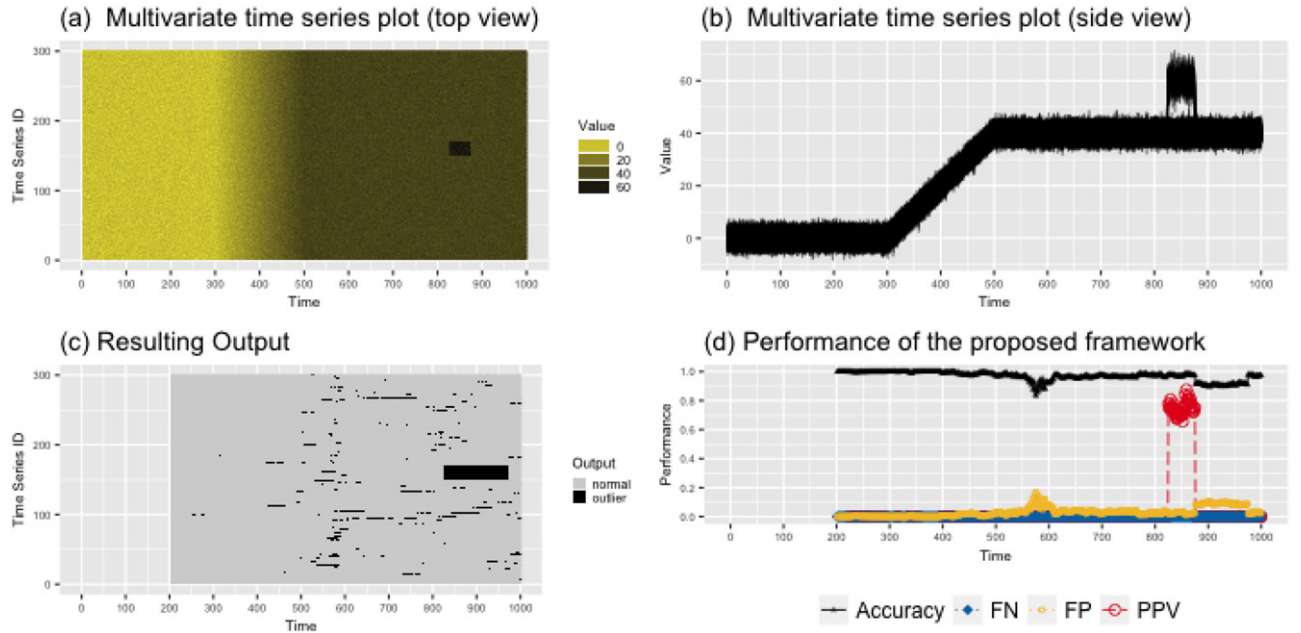 (a) Multivariate time series plot (top view)
300
200
100
0
Time Series ID
0 100 200 300 400 500 600 700 800 900 1000
Time
Value
0
20
40
60
(b) Multivariate time series plot (side view)
60
40
20
0
Value
0 100 200 300 400 500 600 700 800 900 1000
Time
(c) Resulting Output
300
200
100
0
Time Series ID
0 100 200 300 400 500 600 700 800 900 1000
Time
Output
normal
outlier
(d) Performance of the proposed framework
1.0
0.8
0.6
0.4
0.2
0.0
Performance
0 100 200 300 400 500 600 700 800 900 1000
Time
Accuracy FN FP PPV